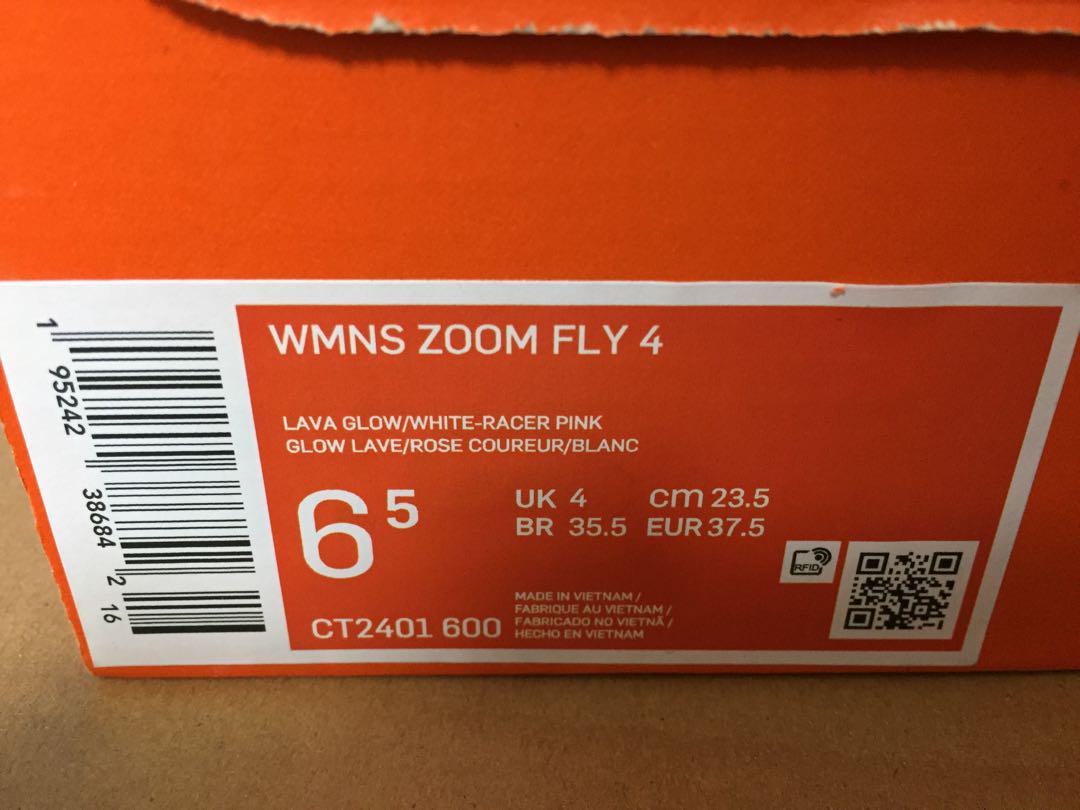 WMNS ZOOM FLY 4
LAVA GLOW/WHITE-RACER PINK
GLOW LAVE/ROSE COUREUR/BLANC
6 5
UK 4 cm 23.5
BR 35.5 EUR 37.5
RFID
CT2401 600
MADE IN VIETNAM /
FABRIQUE AU VIETNAM /
FABRICADO NO VIETNÃ /
HECHO EN VIETNAM
1 95242 38684 2 16